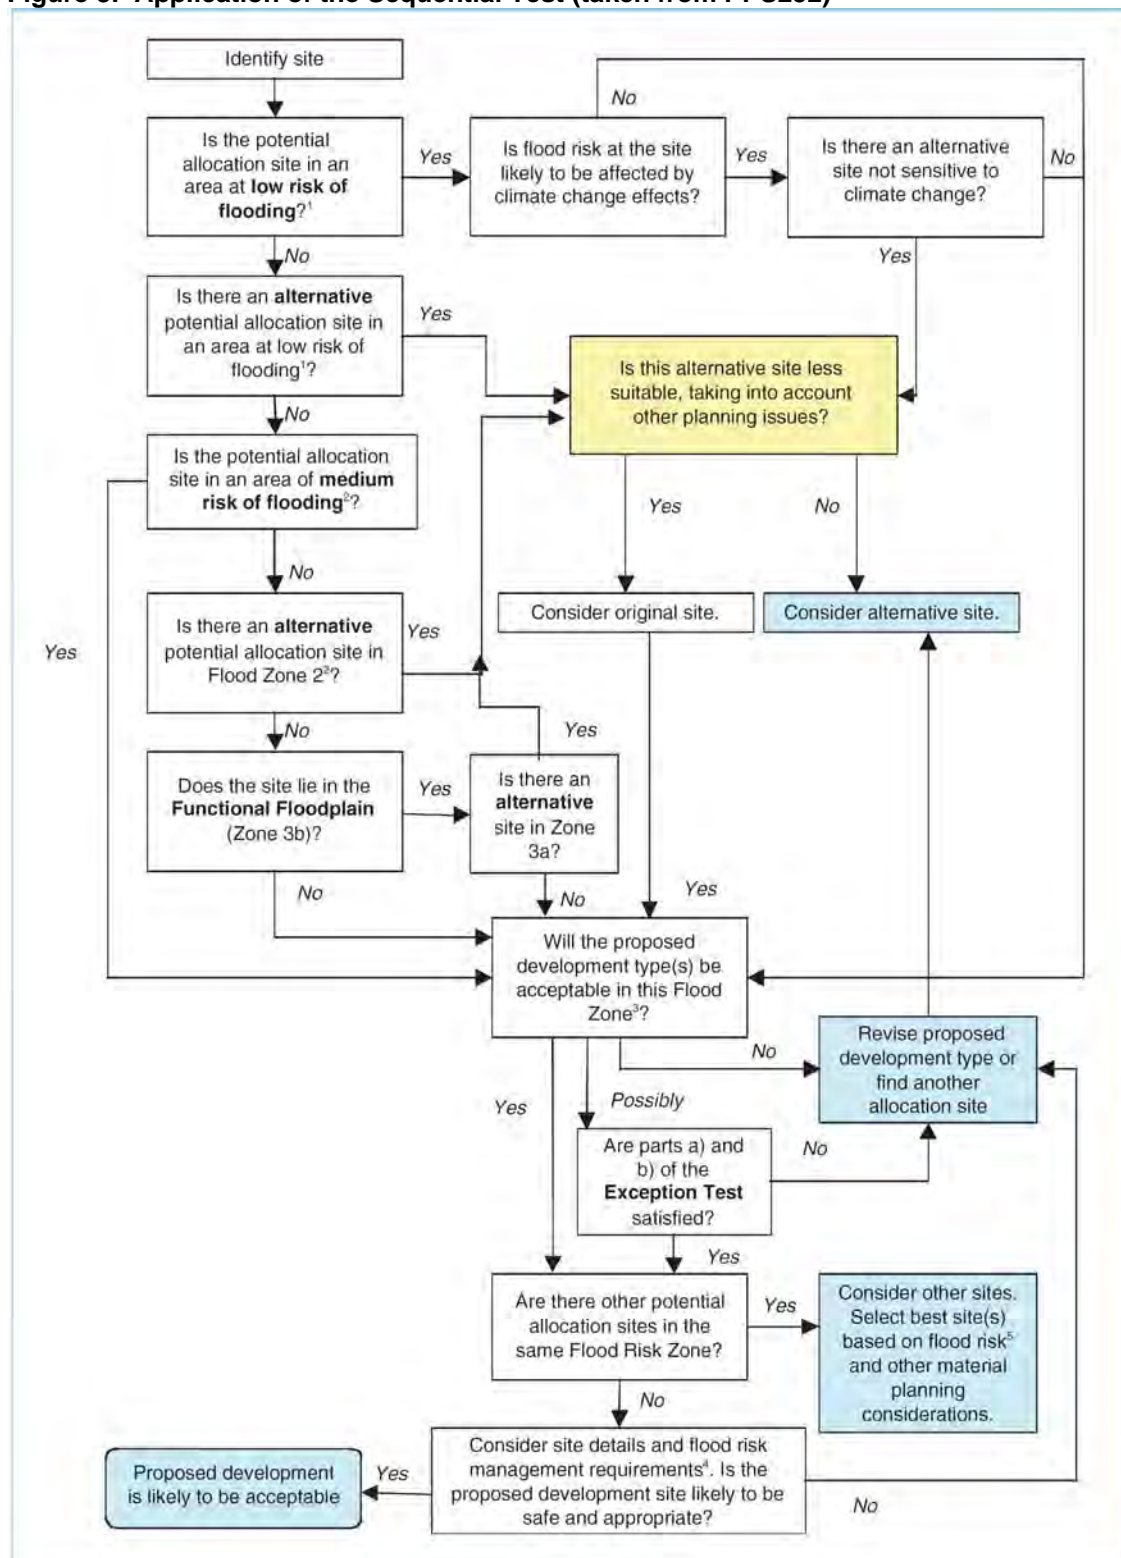 Identify site
No
Is the potential
allocation site in an
area at low risk of
flooding?¹
Yes
Is flood risk at the site
likely to be affected by
climate change effects?
Yes
Is there an alternative
site not sensitive to
climate change?
No
No
Yes
Is there an alternative
potential allocation site in
an area at low risk of
flooding¹?
Yes
Is this alternative site less
suitable, taking into account
other planning issues?
No
Is the potential allocation
site in an area of medium
risk of flooding²?
Yes
No
No
Consider original site.
Consider alternative site.
Is there an alternative
potential allocation site in
Flood Zone 2²?
Yes
Yes
No
Yes
Does the site lie in the
Functional Floodplain
(Zone 3b)?
Yes
Is there an
alternative
site in Zone
3a?
No
No
Yes
Will the proposed
development type(s) be
acceptable in this Flood
Zone³?
No
Revise proposed
development type or
find another
allocation site
Yes
Possibly
Are parts a) and
b) of the
Exception Test
satisfied?
No
Yes
Are there other potential
allocation sites in the
same Flood Risk Zone?
Yes
Consider other sites.
Select best site(s)
based on flood risk⁵
and other material
planning
considerations.
No
Consider site details and flood risk
management requirements⁴. Is the
proposed development site likely to be
safe and appropriate?
Yes
Proposed development
is likely to be acceptable
No